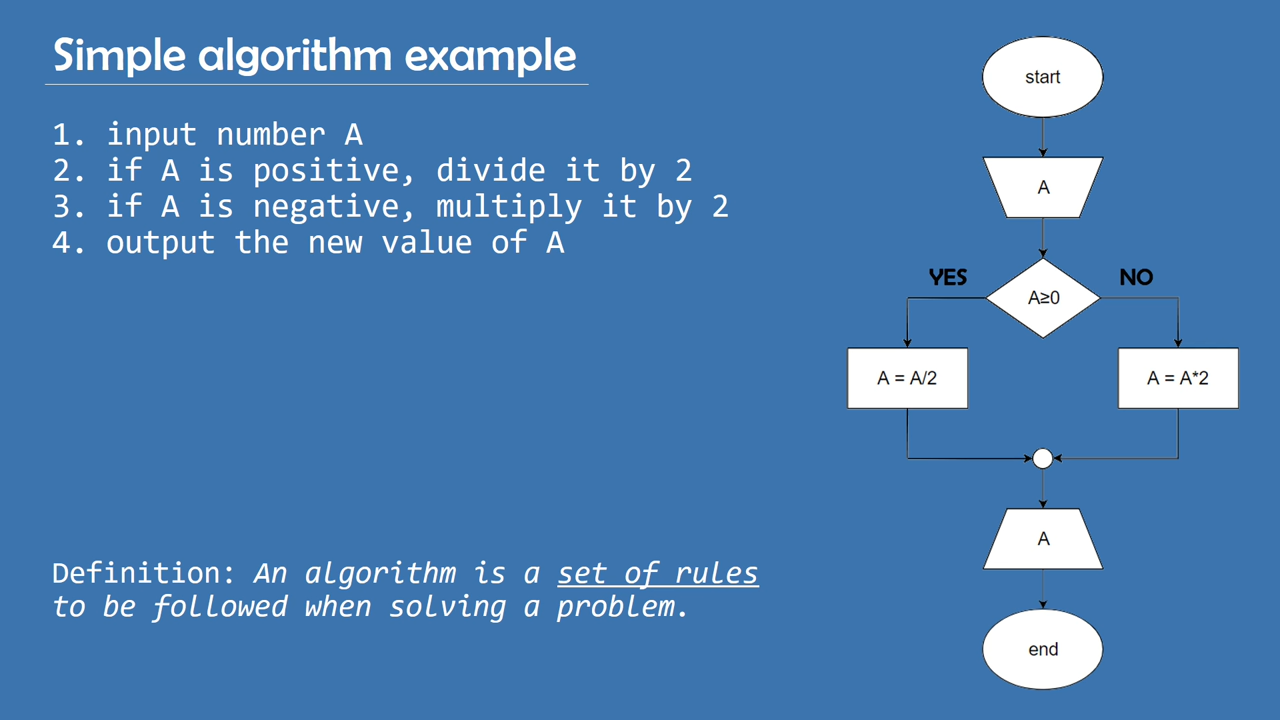 Simple algorithm example
1. input number A
2. if A is positive, divide it by 2
3. if A is negative, multiply it by 2
4. output the new value of A
Definition: An algorithm is a set of rules
to be followed when solving a problem.
start
A
YES
A≥0
NO
A = A/2
A = A*2
A
end